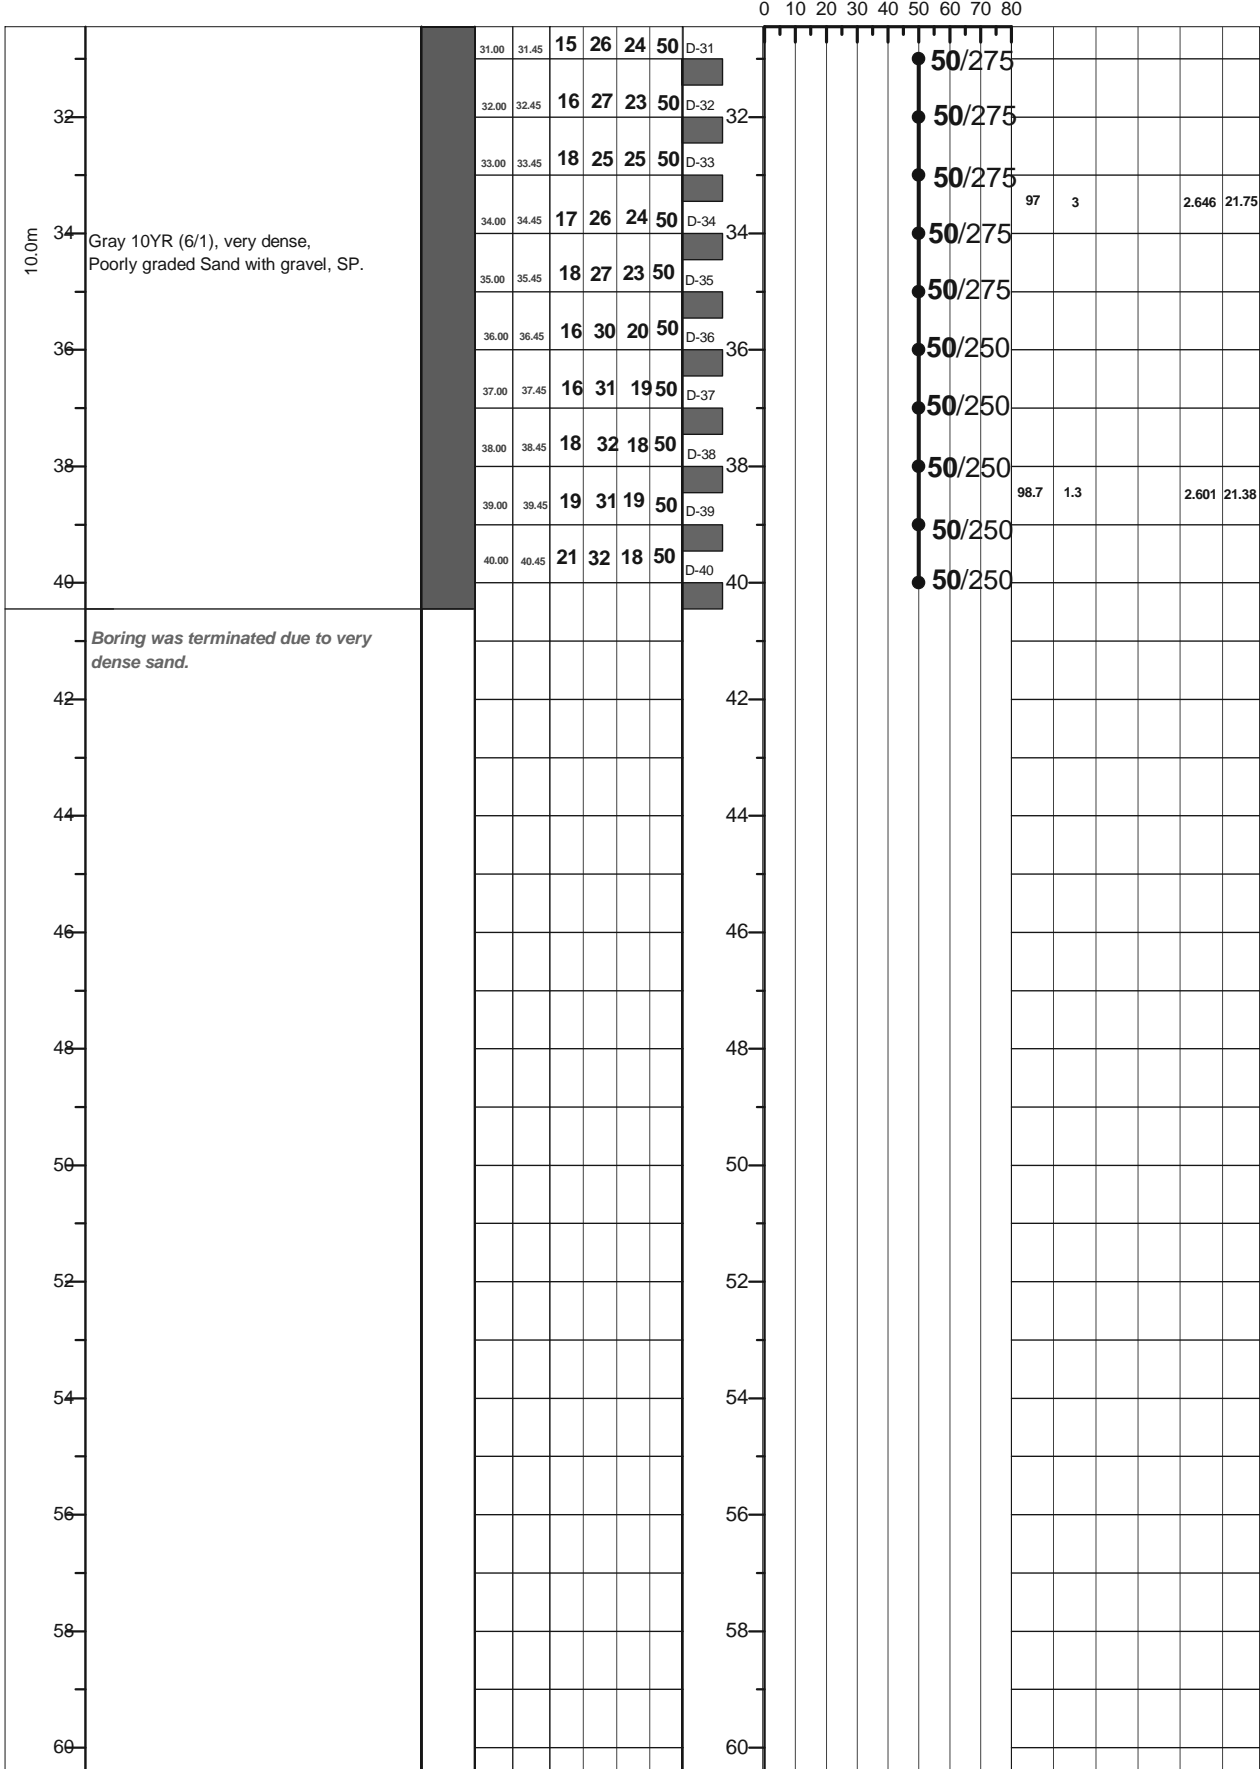 0 10 20 30 40 50 60 70 80
31.00 31.45 15 26 24 50 D-31 50/275
32.00 32.45 16 27 23 50 D-32 50/275
32 32
33.00 33.45 18 25 25 50 D-33 50/275
97 3 2.646 21.75
34.00 34.45 17 26 24 50 D-34 50/275
34 34
10.0m
Gray 10YR (6/1), very dense,
Poorly graded Sand with gravel, SP.
35.00 35.45 18 27 23 50 D-35 50/275
36.00 36.45 16 30 20 50 D-36 50/250
36 36
37.00 37.45 16 31 19 50 D-37 50/250
38.00 38.45 18 32 18 50 D-38 50/250
38 38
98.7 1.3 2.601 21.38
39.00 39.45 19 31 19 50 D-39 50/250
40.00 40.45 21 32 18 50 D-40 50/250
40 40
Boring was terminated due to very
dense sand.
42 42
44 44
46 46
48 48
50 50
52 52
54 54
56 56
58 58
60 60